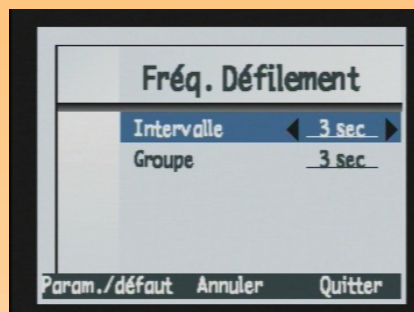 Fréq. Défilement
Intervalle 3 sec
Groupe 3 sec
Param./défaut Annuler Quitter